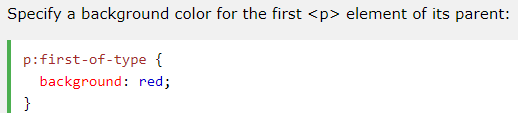 Specify a background color for the first <p> element of its parent:
p:first-of-type {
  background: red;
}